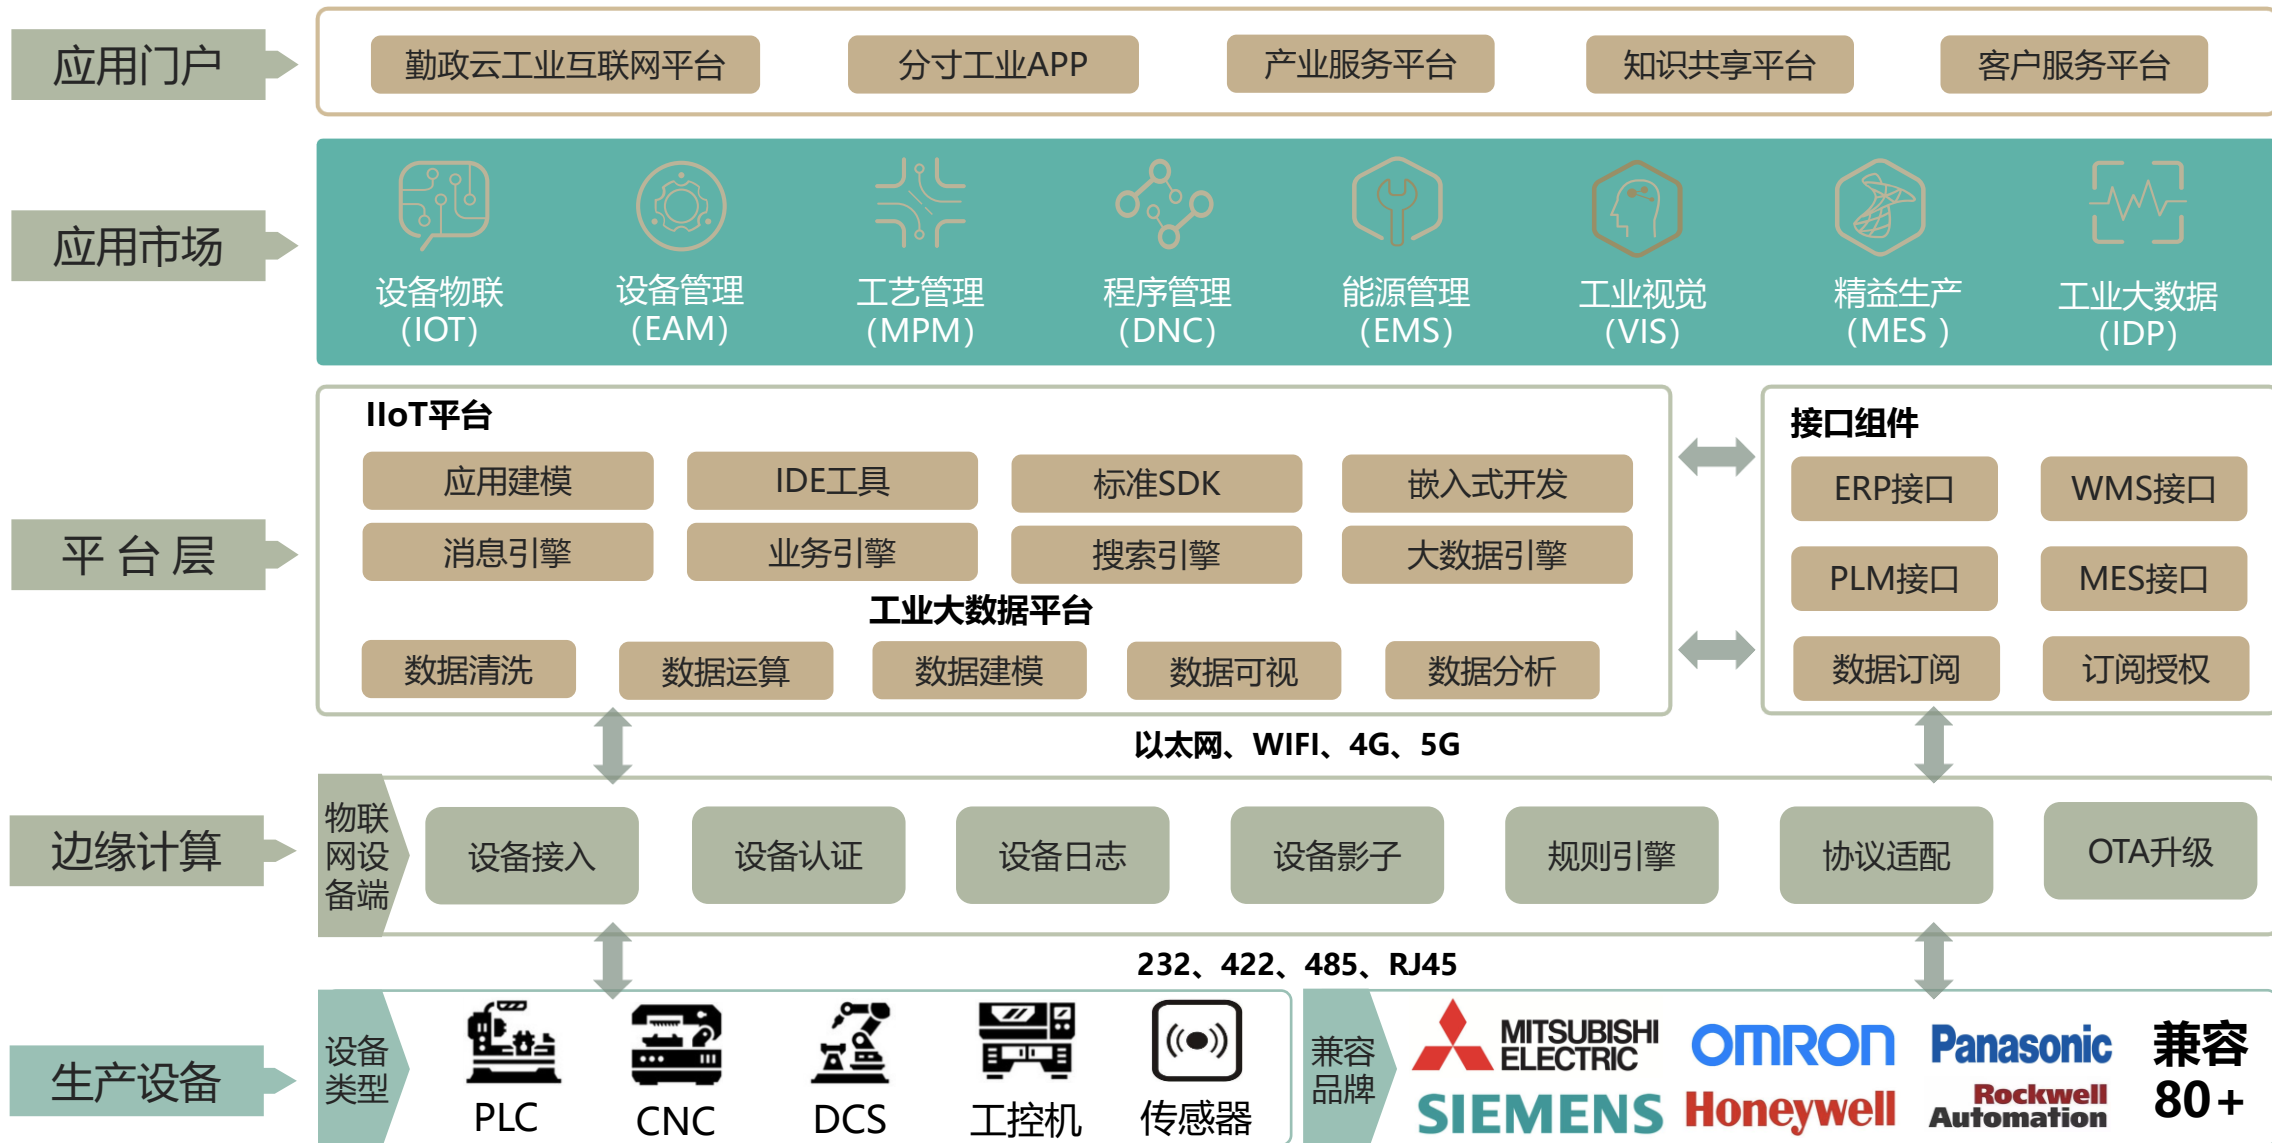 应用门户
勤政云工业互联网平台
分寸工业APP
产业服务平台
知识共享平台
客户服务平台
应用市场
设备物联
（IOT）
设备管理
（EAM）
工艺管理
（MPM）
程序管理
（DNC）
能源管理
（EMS）
工业视觉
（VIS）
精益生产
（MES ）
工业大数据
（IDP）
平 台 层
IIoT平台
应用建模
IDE工具
标准SDK
嵌入式开发
消息引擎
业务引擎
搜索引擎
大数据引擎
工业大数据平台
数据清洗
数据运算
数据建模
数据可视
数据分析
接口组件
ERP接口
WMS接口
PLM接口
MES接口
数据订阅
订阅授权
以太网、WIFI、4G、5G
边缘计算
物联
网设
备端
设备接入
设备认证
设备日志
设备影子
规则引擎
协议适配
OTA升级
232、422、485、RJ45
生产设备
设备
类型
PLC
CNC
DCS
工控机
传感器
兼容
品牌
MITSUBISHI
ELECTRIC
OMRON
Panasonic
SIEMENS
Honeywell
Rockwell
Automation
兼容
80+